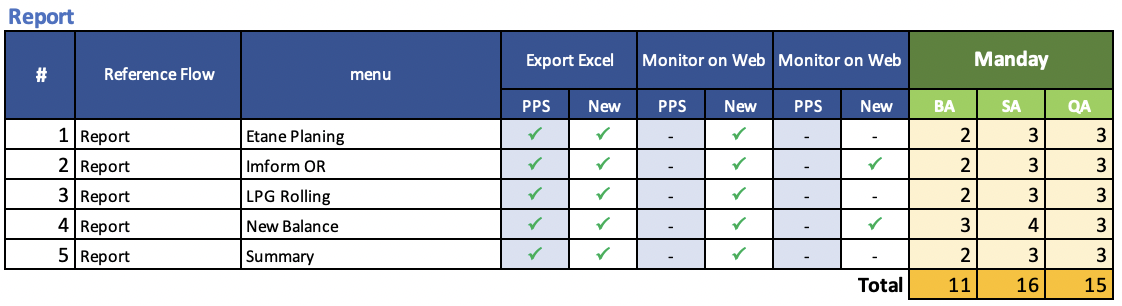 Report
# Reference Flow menu Export Excel Monitor on Web Monitor on Web Manday
PPS New PPS New PPS New BA SA QA
1 Report Etane Planing ✓ ✓ - ✓ - - 2 3 3
2 Report Imform OR ✓ ✓ - ✓ - ✓ 2 3 3
3 Report LPG Rolling ✓ ✓ - ✓ - - 2 3 3
4 Report New Balance ✓ ✓ - ✓ - ✓ 3 4 3
5 Report Summary ✓ ✓ - ✓ - - 2 3 3
Total 11 16 15